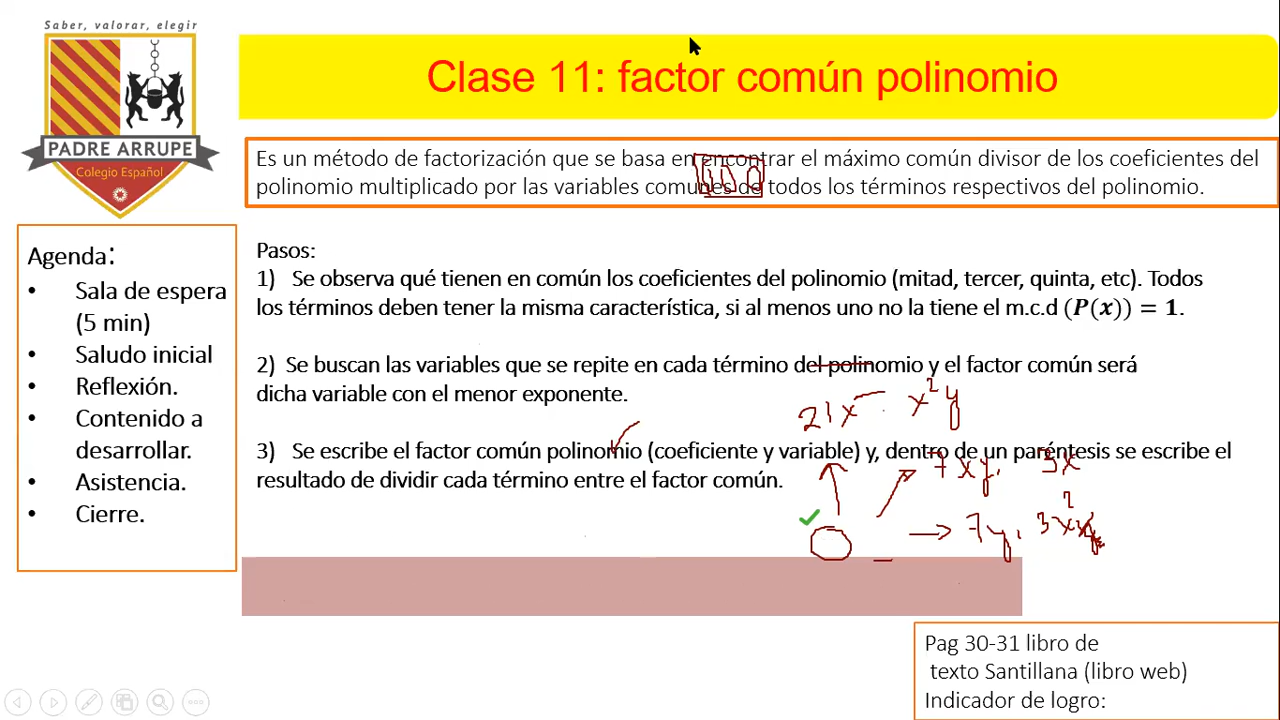 Saber, valorar, elegir
PADRE ARRUPE
Colegio Español
Clase 11: factor común polinomio
Es un método de factorización que se basa en encontrar el máximo común divisor de los coeficientes del
polinomio multiplicado por las variables comunes de todos los términos respectivos del polinomio.
Agenda:
• Sala de espera
(5 min)
• Saludo inicial
• Reflexión.
• Contenido a
desarrollar.
• Asistencia.
• Cierre.
Pasos:
1) Se observa qué tienen en común los coeficientes del polinomio (mitad, tercer, quinta, etc). Todos
los términos deben tener la misma característica, si al menos uno no la tiene el m.c.d (P(x)) = 1.
2) Se buscan las variables que se repite en cada término del polinomio y el factor común será
dicha variable con el menor exponente.
21x x²y
3) Se escribe el factor común polinomio (coeficiente y variable) y, dentro de un paréntesis se escribe el
resultado de dividir cada término entre el factor común.
7xy. 3x
7y. 3x²
Pag 30-31 libro de
texto Santillana (libro web)
Indicador de logro: